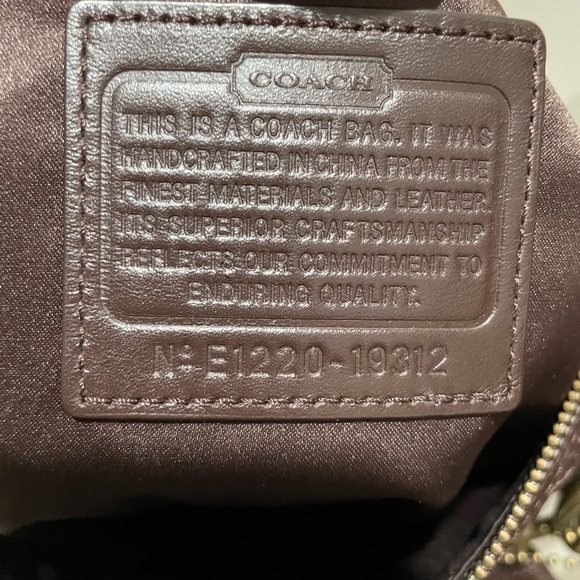 COACH
THIS IS A COACH BAG. IT WAS
HANDCRAFTED IN CHINA FROM THE
FINEST MATERIALS AND LEATHER.
ITS SUPERIOR CRAFTSMANSHIP
REFLECTS OUR COMMITMENT TO
ENDURING QUALITY.
Nº E1220-19312